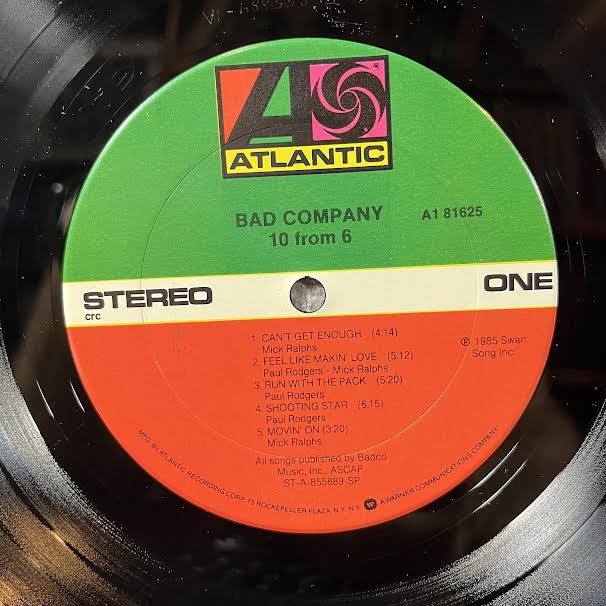 ATLANTIC
BAD COMPANY
10 from 6
A1 81625
STEREO
crc
ONE
1. CAN'T GET ENOUGH (4:14)
Mick Ralphs
2. FEEL LIKE MAKIN' LOVE (5:12)
Paul Rodgers - Mick Ralphs
3. RUN WITH THE PACK (5:20)
Paul Rodgers
4. SHOOTING STAR (6:15)
Paul Rodgers
5. MOVIN' ON (3:20)
Mick Ralphs
℗ 1985 Swan
Song Inc.
All songs published by Badco
Music, Inc., ASCAP.
ST-A-855889-SP
MFG. BY ATLANTIC RECORDING CORP. 75 ROCKEFELLER PLAZA, N.Y. N.Y. A WARNER COMMUNICATIONS COMPANY